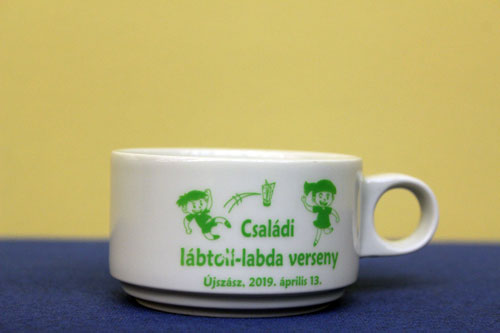 Családi
lábtoll-labda verseny
Újszász, 2019. április 13.